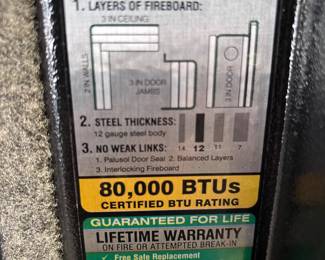 1. LAYERS OF FIREBOARD:
3 IN CEILING
2 IN WALLS
3 IN DOOR
JAMBS
3 IN DOOR
2. STEEL THICKNESS:
12 gauge steel body
14 12 11 7
3. NO WEAK LINKS:
1. Palusol Door Seal 2. Balanced Layers
3. Interlocking Fireboard
80,000 BTUs
CERTIFIED BTU RATING
GUARANTEED FOR LIFE
LIFETIME WARRANTY
ON FIRE OR ATTEMPTED BREAK-IN
✓ Free Safe Replacement